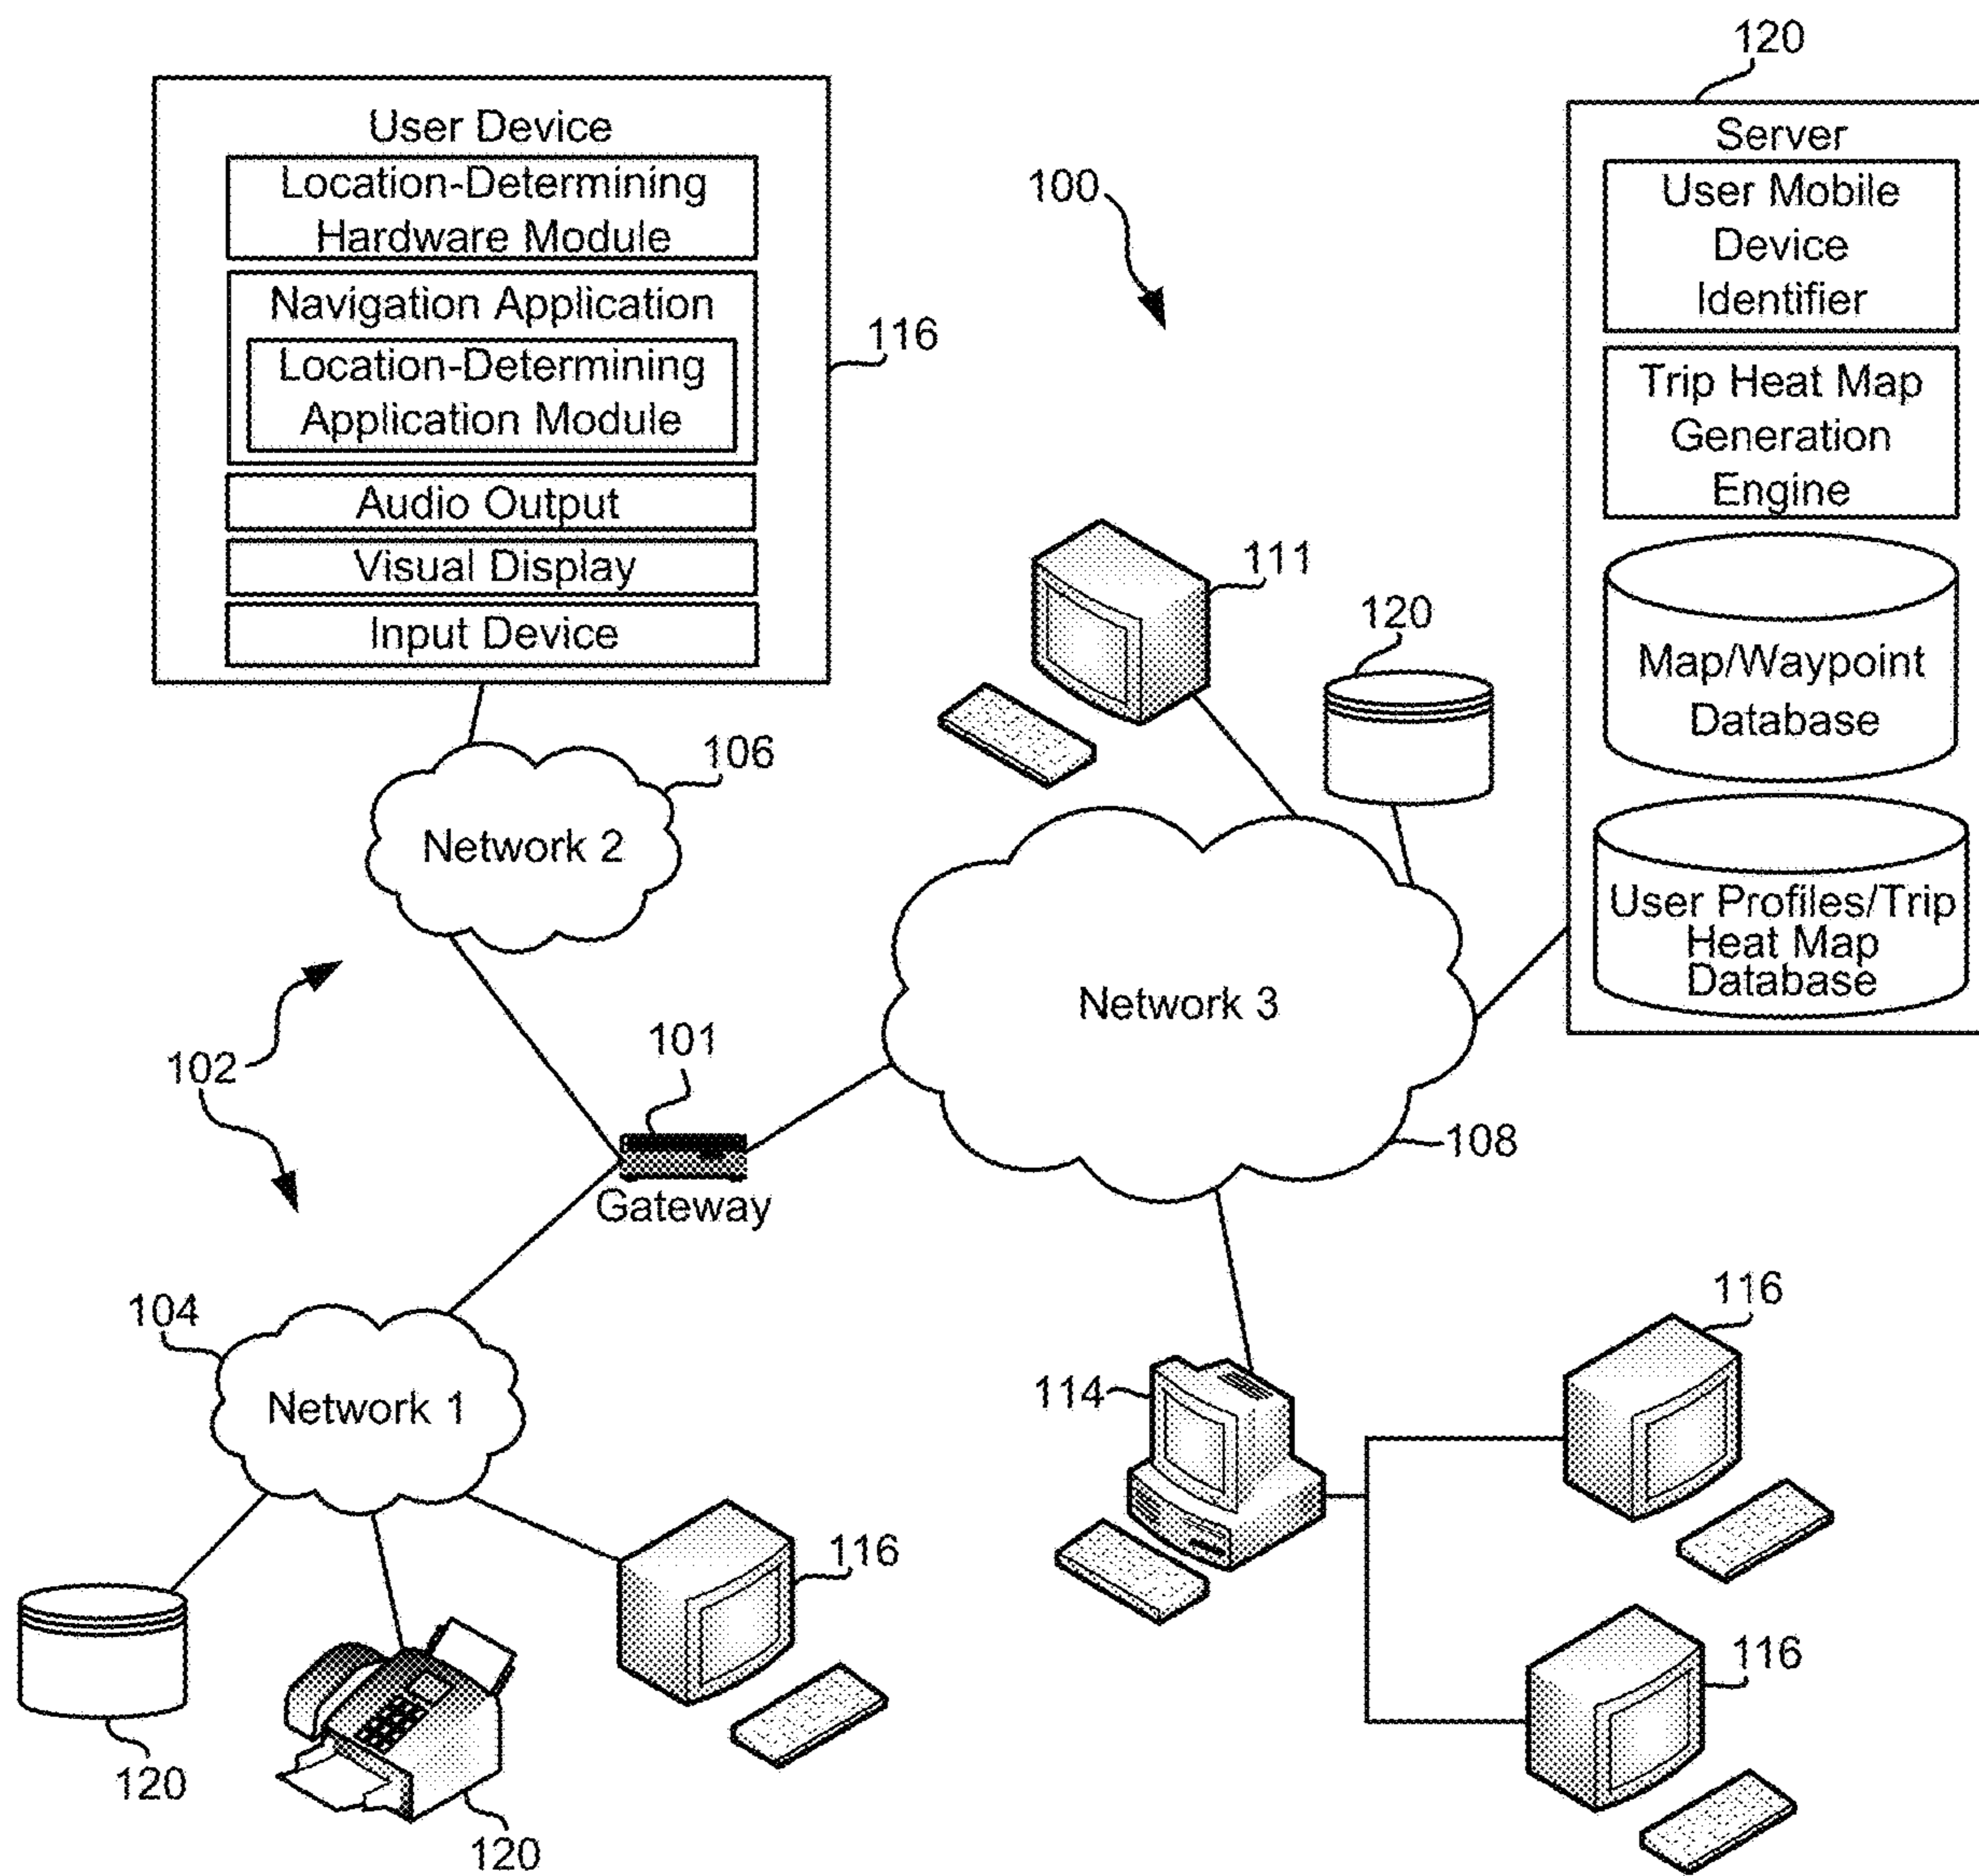 120
User Device
Location-Determining
Hardware Module
Navigation Application
Location-Determining
Application Module
Audio Output
Visual Display
Input Device
116
100
Server
User Mobile
Device
Identifier
Trip Heat Map
Generation
Engine
Map/Waypoint
Database
User Profiles/Trip
Heat Map
Database
111
120
106
Network 2
Network 3
102
101
Gateway
108
104
Network 1
114
116
116
116
120
120